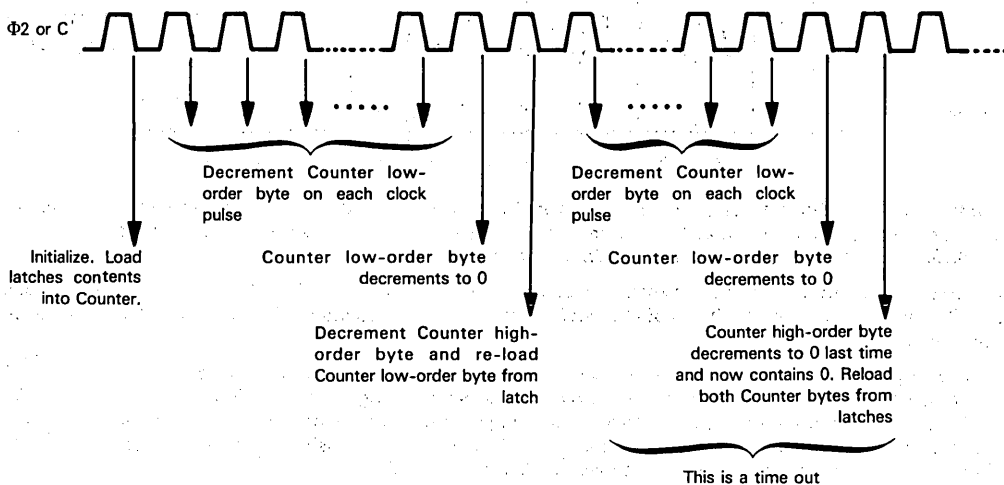 Φ2 or C'
Decrement Counter low-
order byte on each clock
pulse
Decrement Counter low-
order byte on each clock
pulse
Initialize. Load
latches contents
into Counter.
Counter low-order byte
decrements to 0
Counter low-order byte
decrements to 0
Decrement Counter high-
order byte and re-load
Counter low-order byte from
latch
Counter high-order byte
decrements to 0 last time
and now contains 0. Reload
both Counter bytes from
latches
This is a time out